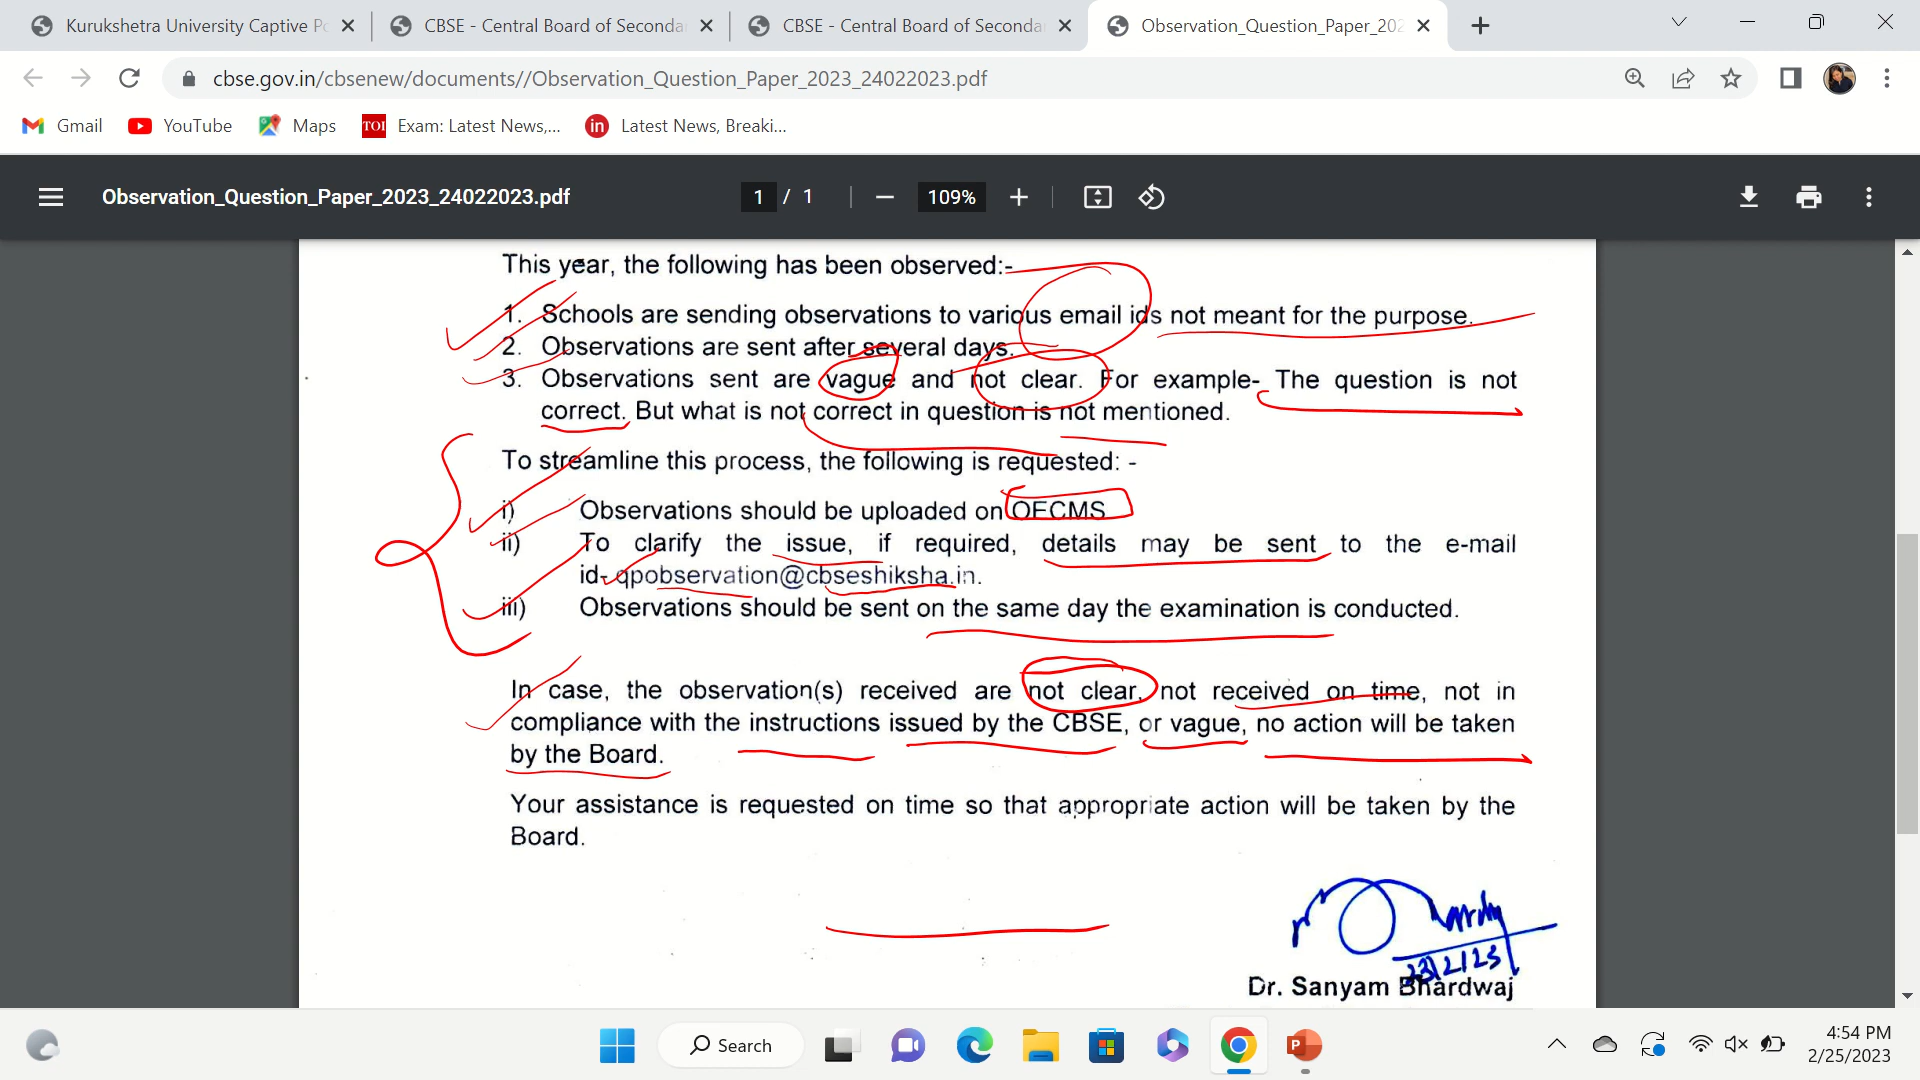 Kurukshetra University Captive Po
CBSE - Central Board of Seconda
CBSE - Central Board of Seconda
Observation_Question_Paper_202
cbse.gov.in/cbsenew/documents//Observation_Question_Paper_2023_24022023.pdf
Gmail YouTube Maps TOI Exam: Latest News,... in Latest News, Breaki...
Observation_Question_Paper_2023_24022023.pdf 1 / 1 109%
This year, the following has been observed:-
1. Schools are sending observations to various email ids not meant for the purpose.
2. Observations are sent after several days.
3. Observations sent are vague and not clear. For example- The question is not
correct. But what is not correct in question is not mentioned.
To streamline this process, the following is requested: -
i) Observations should be uploaded on OECMS
ii) To clarify the issue, if required, details may be sent to the e-mail
id- qpobservation@cbseshiksha.in.
iii) Observations should be sent on the same day the examination is conducted.
In case, the observation(s) received are not clear, not received on time, not in
compliance with the instructions issued by the CBSE, or vague, no action will be taken
by the Board.
Your assistance is requested on time so that appropriate action will be taken by the
Board.
23/2/23
Dr. Sanyam Bhardwaj
Search
4:54 PM
2/25/2023